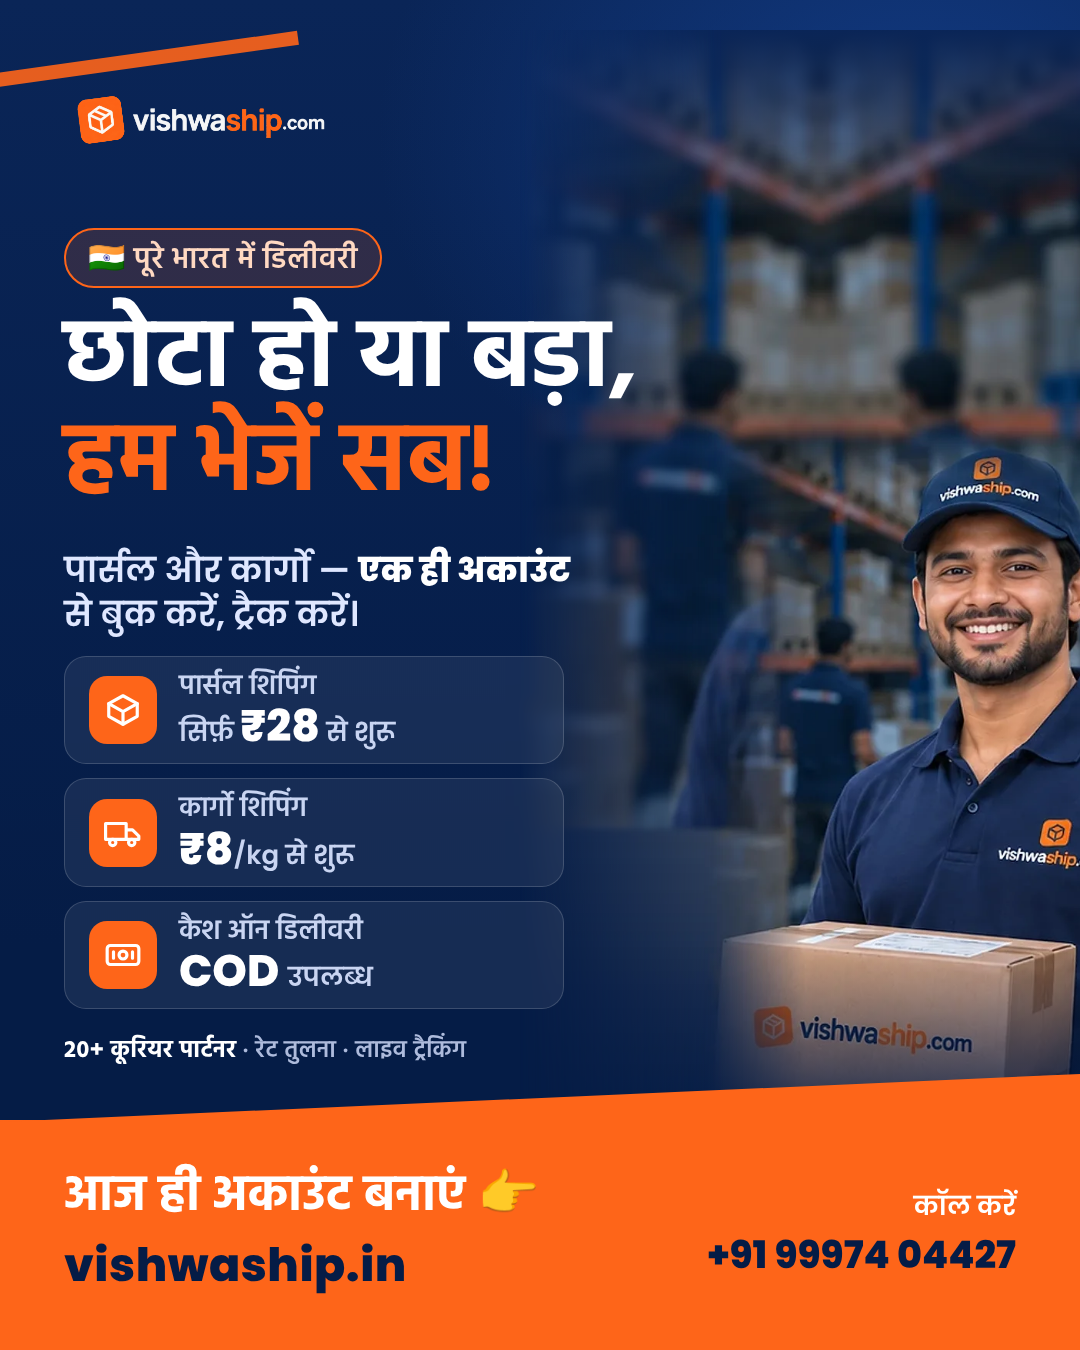 vishwaship.com
🇮🇳 पूरे भारत में डिलीवरी
छोटा हो या बड़ा,
हम भेजें सब!
पार्सल और कार्गो — एक ही अकाउंट
से बुक करें, ट्रैक करें।
पार्सल शिपिंग
सिर्फ़ ₹28 से शुरू
कार्गो शिपिंग
₹8/kg से शुरू
कैश ऑन डिलीवरी
COD उपलब्ध
20+ कूरियर पार्टनर · रेट तुलना · लाइव ट्रैकिंग
vishwaship.com
vishwaship.
vishwaship.com
आज ही अकाउंट बनाएं 👉
vishwaship.in
कॉल करें
+91 99974 04427